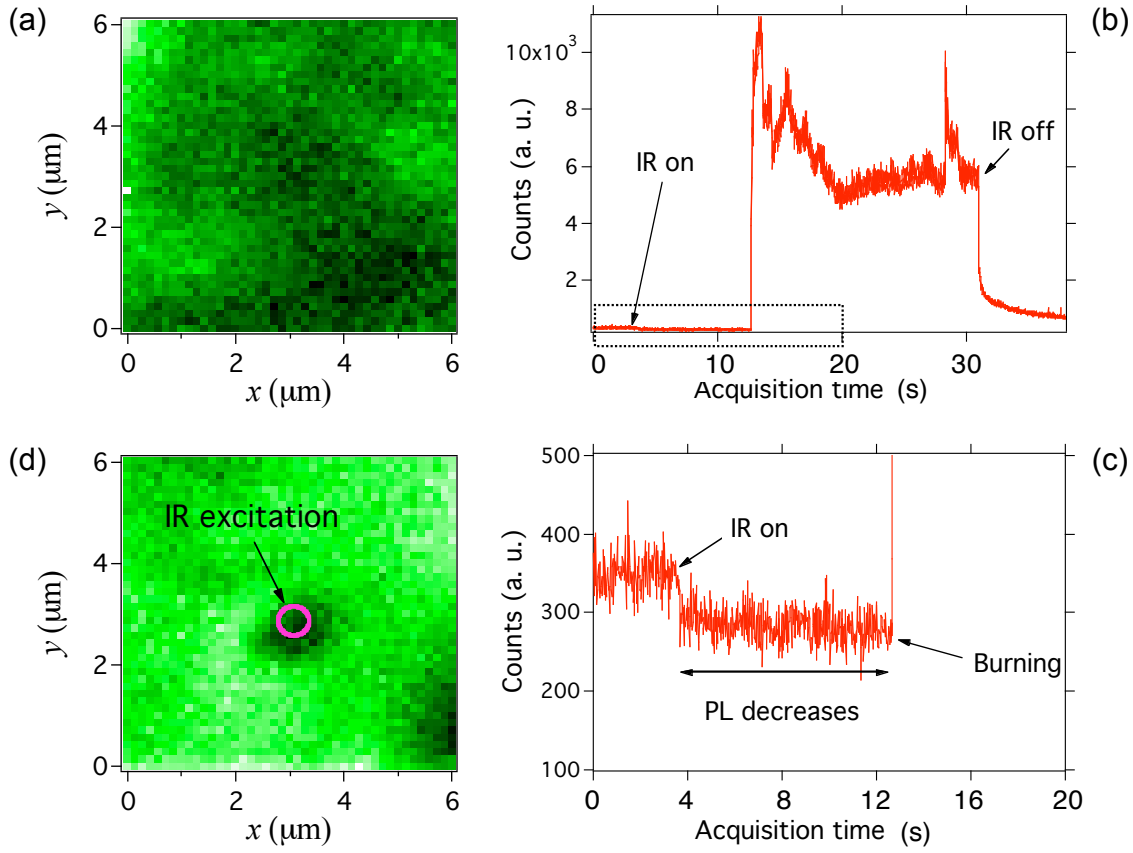 (a)
6
4
2
0
y (µm)
0
2
4
6
x (µm)
(b)
10x10³
8
6
4
2
Counts (a. u.)
IR on
IR off
0
10
20
30
Acquisition time (s)
(d)
6
4
2
0
y (µm)
IR excitation
0
2
4
6
x (µm)
(c)
500
400
300
200
100
Counts (a. u.)
IR on
Burning
PL decreases
0
4
8
12
16
20
Acquisition time (s)